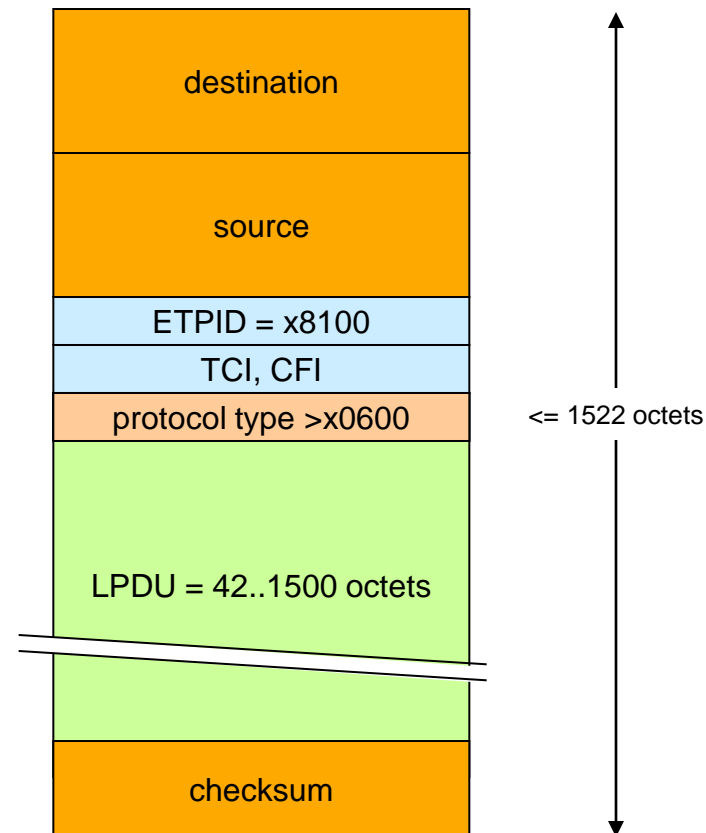 destination
source
ETPID = x8100
TCI, CFI
protocol type >x0600
<= 1522 octets
LPDU = 42..1500 octets
checksum